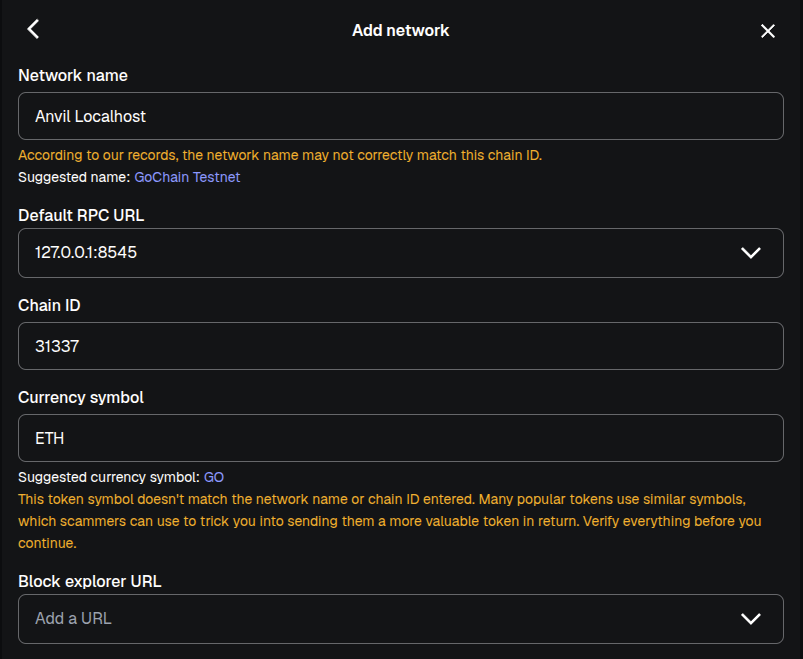 Add network
Network name
Anvil Localhost
According to our records, the network name may not correctly match this chain ID.
Suggested name: GoChain Testnet
Default RPC URL
127.0.0.1:8545
Chain ID
31337
Currency symbol
ETH
Suggested currency symbol: GO
This token symbol doesn't match the network name or chain ID entered. Many popular tokens use similar symbols,
which scammers can use to trick you into sending them a more valuable token in return. Verify everything before you
continue.
Block explorer URL
Add a URL